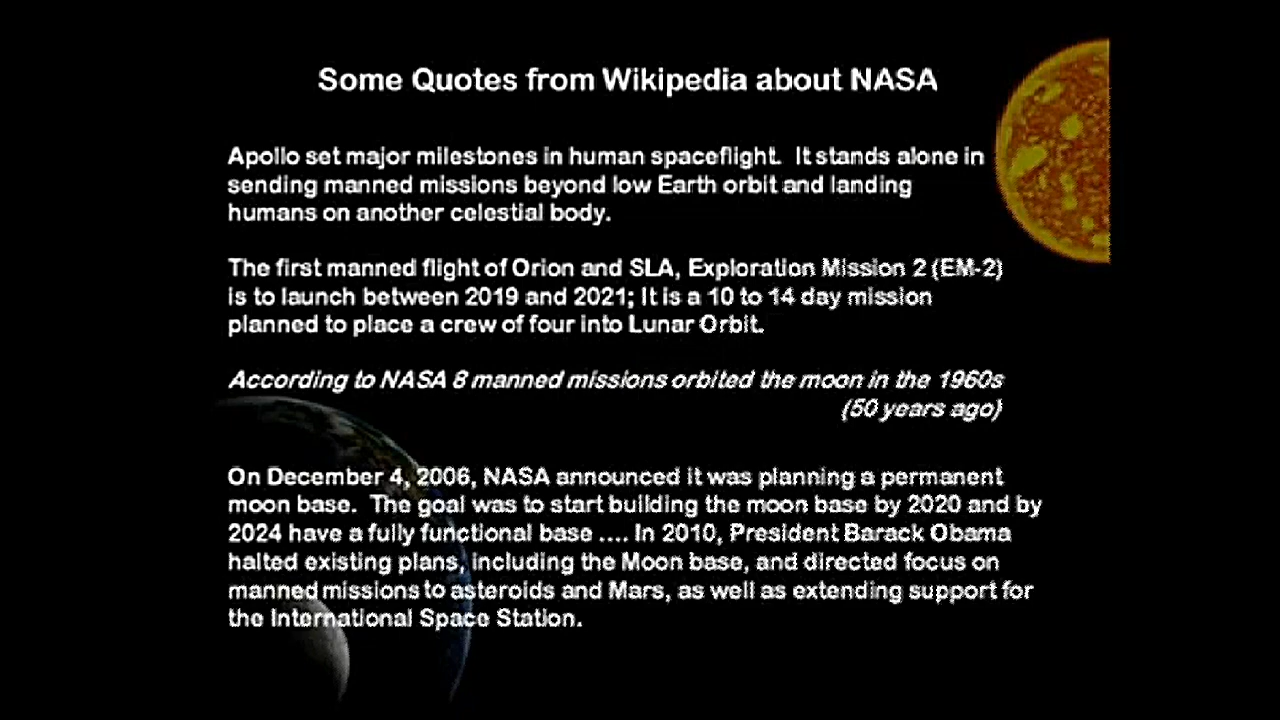 Some Quotes from Wikipedia about NASA
Apollo set major milestones in human spaceflight. It stands alone in
sending manned missions beyond low Earth orbit and landing
humans on another celestial body.
The first manned flight of Orion and SLA, Exploration Mission 2 (EM-2)
is to launch between 2019 and 2021; It is a 10 to 14 day mission
planned to place a crew of four into Lunar Orbit.
According to NASA 8 manned missions orbited the moon in the 1960s
(50 years ago)
On December 4, 2006, NASA announced it was planning a permanent
moon base. The goal was to start building the moon base by 2020 and by
2024 have a fully functional base .... In 2010, President Barack Obama
halted existing plans, including the Moon base, and directed focus on
manned missions to asteroids and Mars, as well as extending support for
the International Space Station.